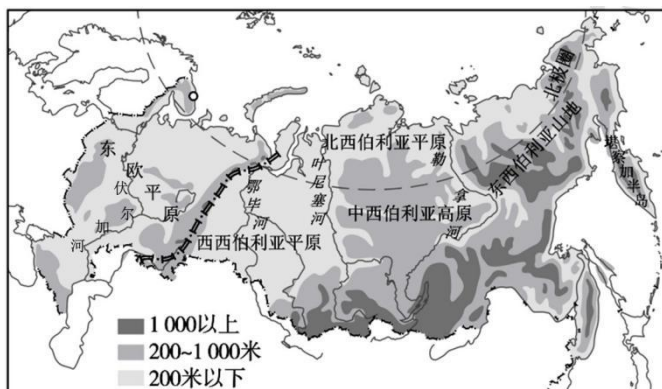 北极圈
北西伯利亚平原
勒拿河
东西伯利亚山地
堪察加半岛
东欧平原
伏尔加河
鄂毕河
叶尼塞河
中西伯利亚高原
西西伯利亚平原
1 000以上
200~1 000米
200米以下